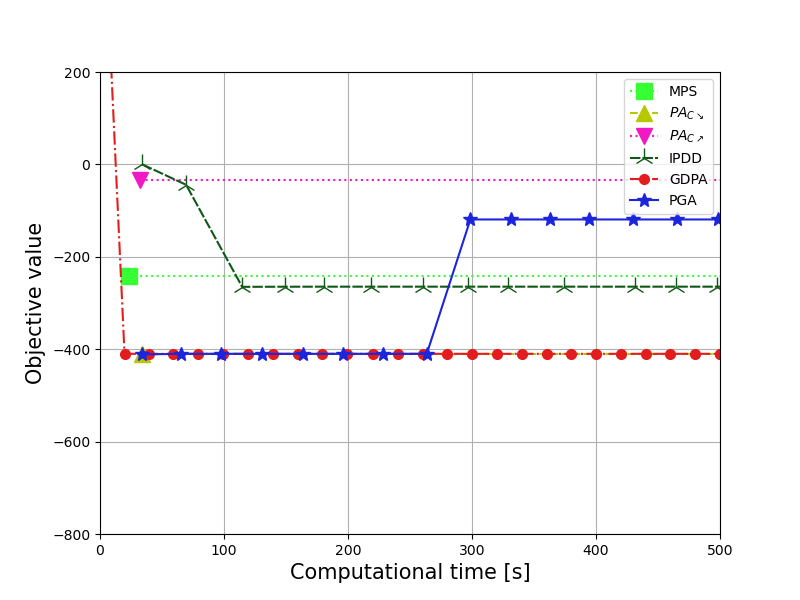 200
0
−200
−400
−600
−800
0
100
200
300
400
500
Objective value
Computational time [s]
MPS
PA_{C↘}
PA_{C↗}
IPDD
GDPA
PGA